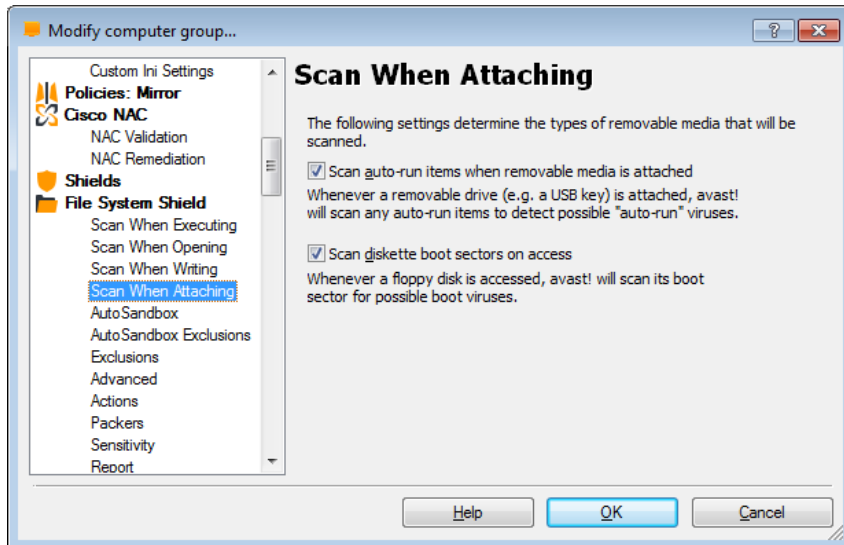 Modify computer group...
Custom Ini Settings
Policies: Mirror
Cisco NAC
NAC Validation
NAC Remediation
Shields
File System Shield
Scan When Executing
Scan When Opening
Scan When Writing
Scan When Attaching
AutoSandbox
AutoSandbox Exclusions
Exclusions
Advanced
Actions
Packers
Sensitivity
Report
Scan When Attaching
The following settings determine the types of removable media that will be
scanned.
Scan auto-run items when removable media is attached
Whenever a removable drive (e.g. a USB key) is attached, avast!
will scan any auto-run items to detect possible "auto-run" viruses.
Scan diskette boot sectors on access
Whenever a floppy disk is accessed, avast! will scan its boot
sector for possible boot viruses.
Help
OK
Cancel